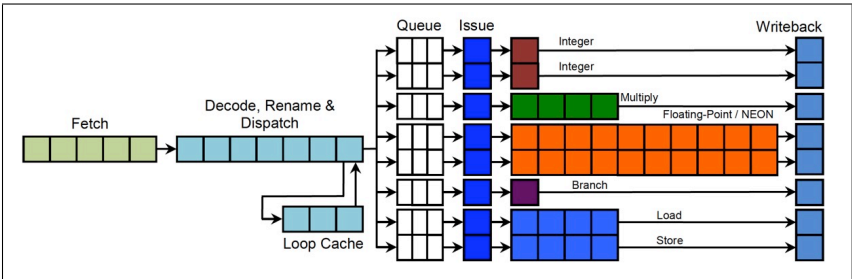 Queue
Issue
Writeback
Integer
Integer
Decode, Rename &
Dispatch
Fetch
Multiply
Floating-Point / NEON
Branch
Loop Cache
Load
Store